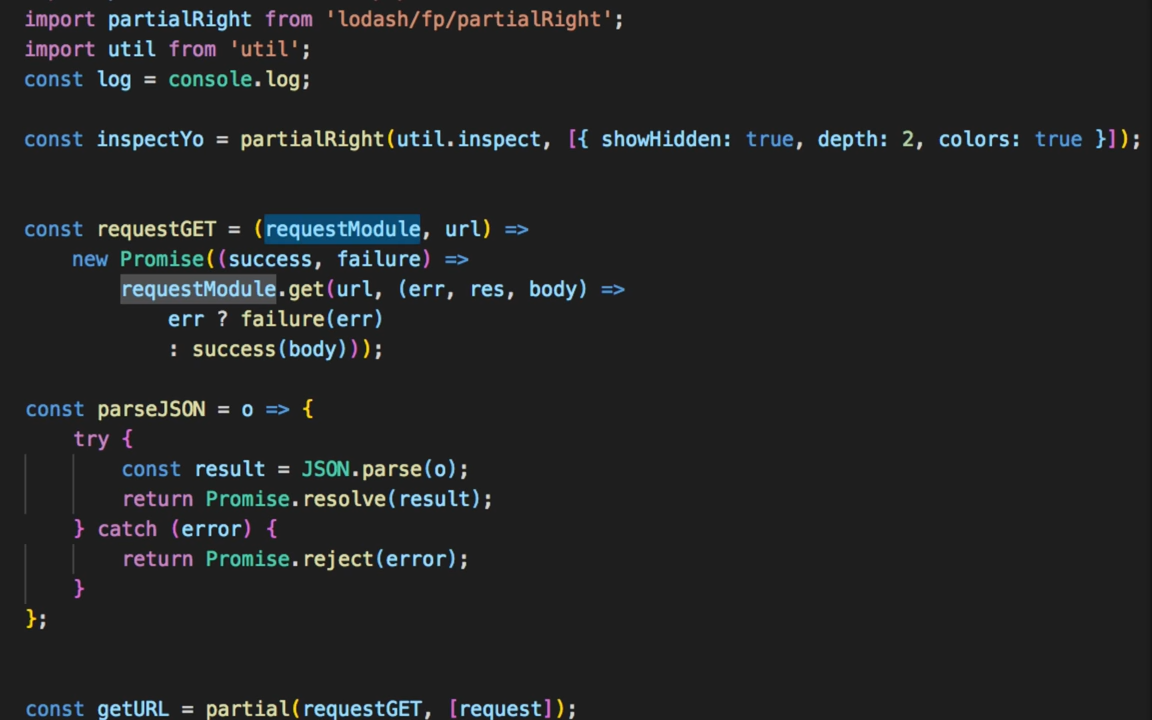 import partialRight from 'lodash/fp/partialRight';
import util from 'util';
const log = console.log;
const inspectYo = partialRight(util.inspect, [{ showHidden: true, depth: 2, colors: true }]);
const requestGET = (requestModule, url) =>
new Promise((success, failure) =>
requestModule.get(url, (err, res, body) =>
err ? failure(err)
: success(body)));
const parseJSON = o => {
try {
const result = JSON.parse(o);
return Promise.resolve(result);
} catch (error) {
return Promise.reject(error);
}
};
const getURL = partial(requestGET, [request]);